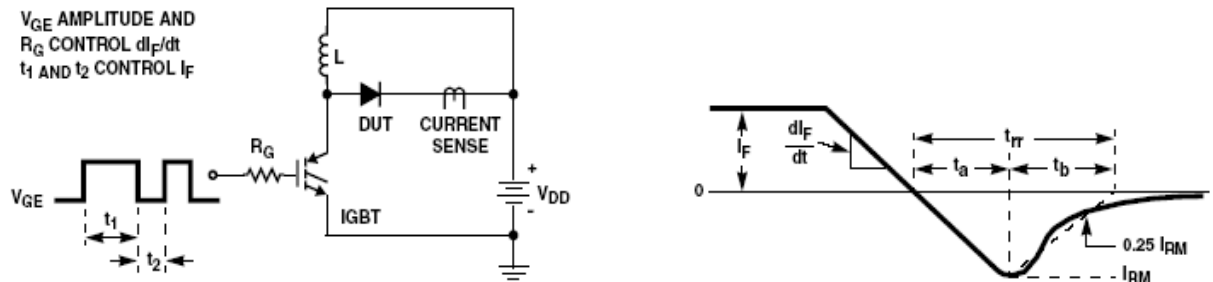 V_GE AMPLITUDE AND
R_G CONTROL dI_F/dt
t_1 AND t_2 CONTROL I_F
L
DUT
CURRENT
SENSE
R_G
+
V_DD
-
V_GE
IGBT
t_1
t_2
I_F
dI_F
dt
t_rr
t_a
t_b
0
0.25 I_RM
I_RM